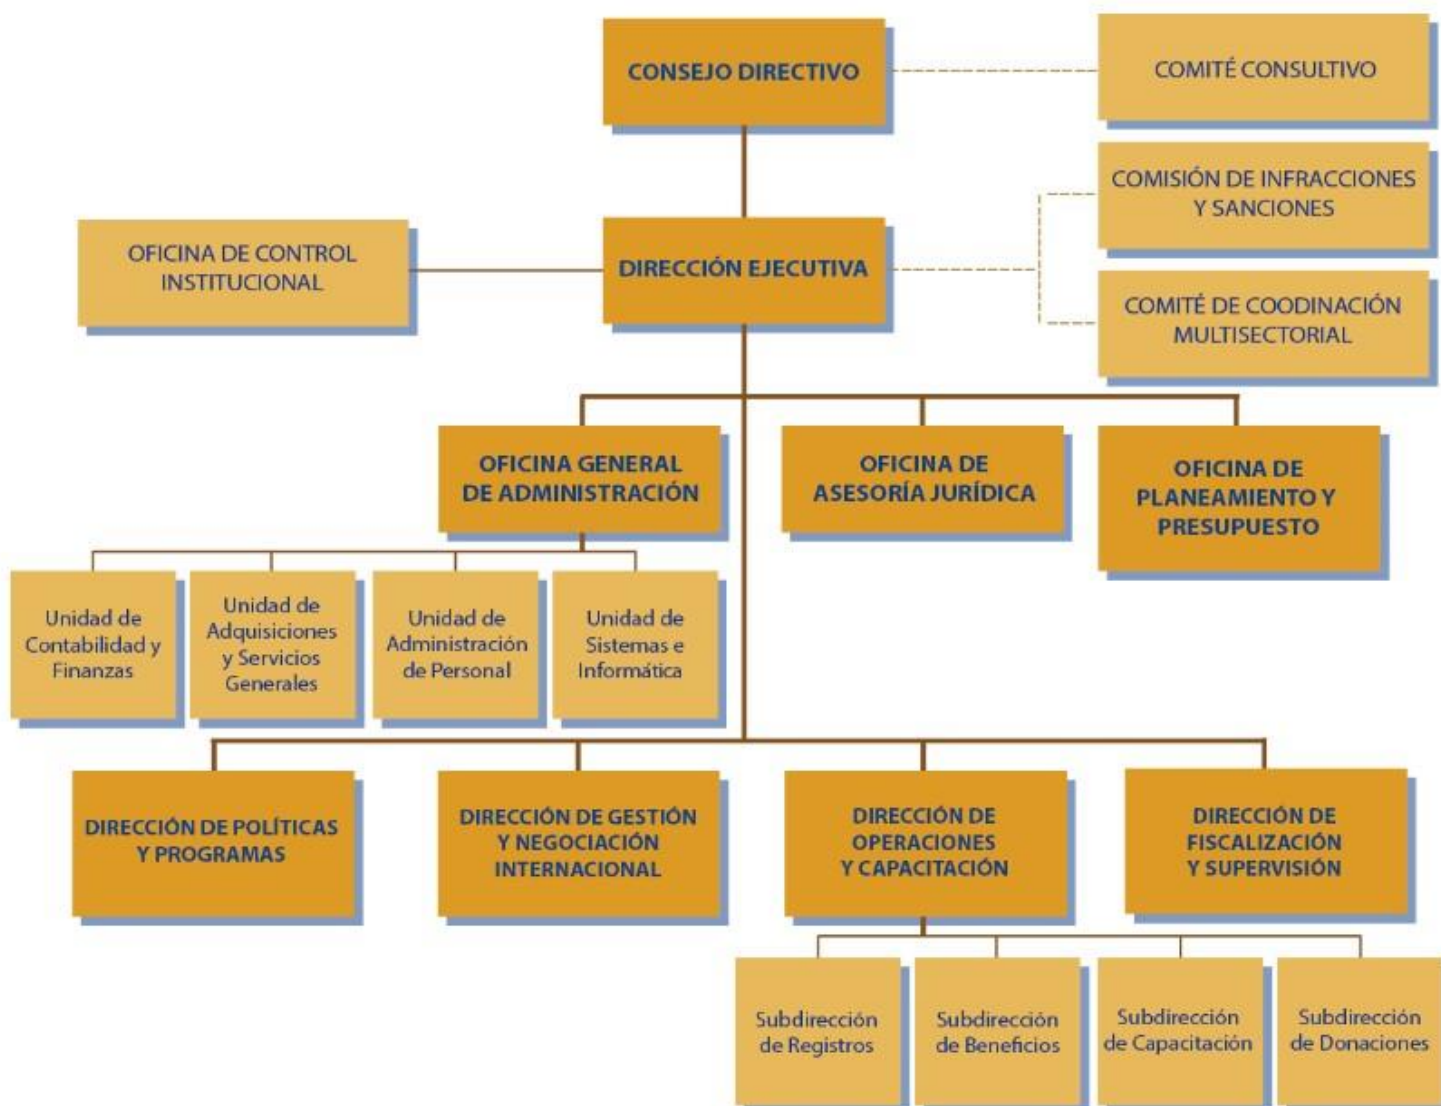 CONSEJO DIRECTIVO
COMITÉ CONSULTIVO
COMISIÓN DE INFRACCIONES
Y SANCIONES
OFICINA DE CONTROL
INSTITUCIONAL
DIRECCIÓN EJECUTIVA
COMITÉ DE COODINACIÓN
MULTISECTORIAL
OFICINA GENERAL
DE ADMINISTRACIÓN
OFICINA DE
ASESORÍA JURÍDICA
OFICINA DE
PLANEAMIENTO Y
PRESUPUESTO
Unidad de
Contabilidad y
Finanzas
Unidad de
Adquisiciones
y Servicios
Generales
Unidad de
Administración
de Personal
Unidad de
Sistemas e
Informática
DIRECCIÓN DE POLÍTICAS
Y PROGRAMAS
DIRECCIÓN DE GESTIÓN
Y NEGOCIACIÓN
INTERNACIONAL
DIRECCIÓN DE
OPERACIONES
Y CAPACITACIÓN
DIRECCIÓN DE
FISCALIZACIÓN
Y SUPERVISIÓN
Subdirección
de Registros
Subdirección
de Beneficios
Subdirección
de Capacitación
Subdirección
de Donaciones